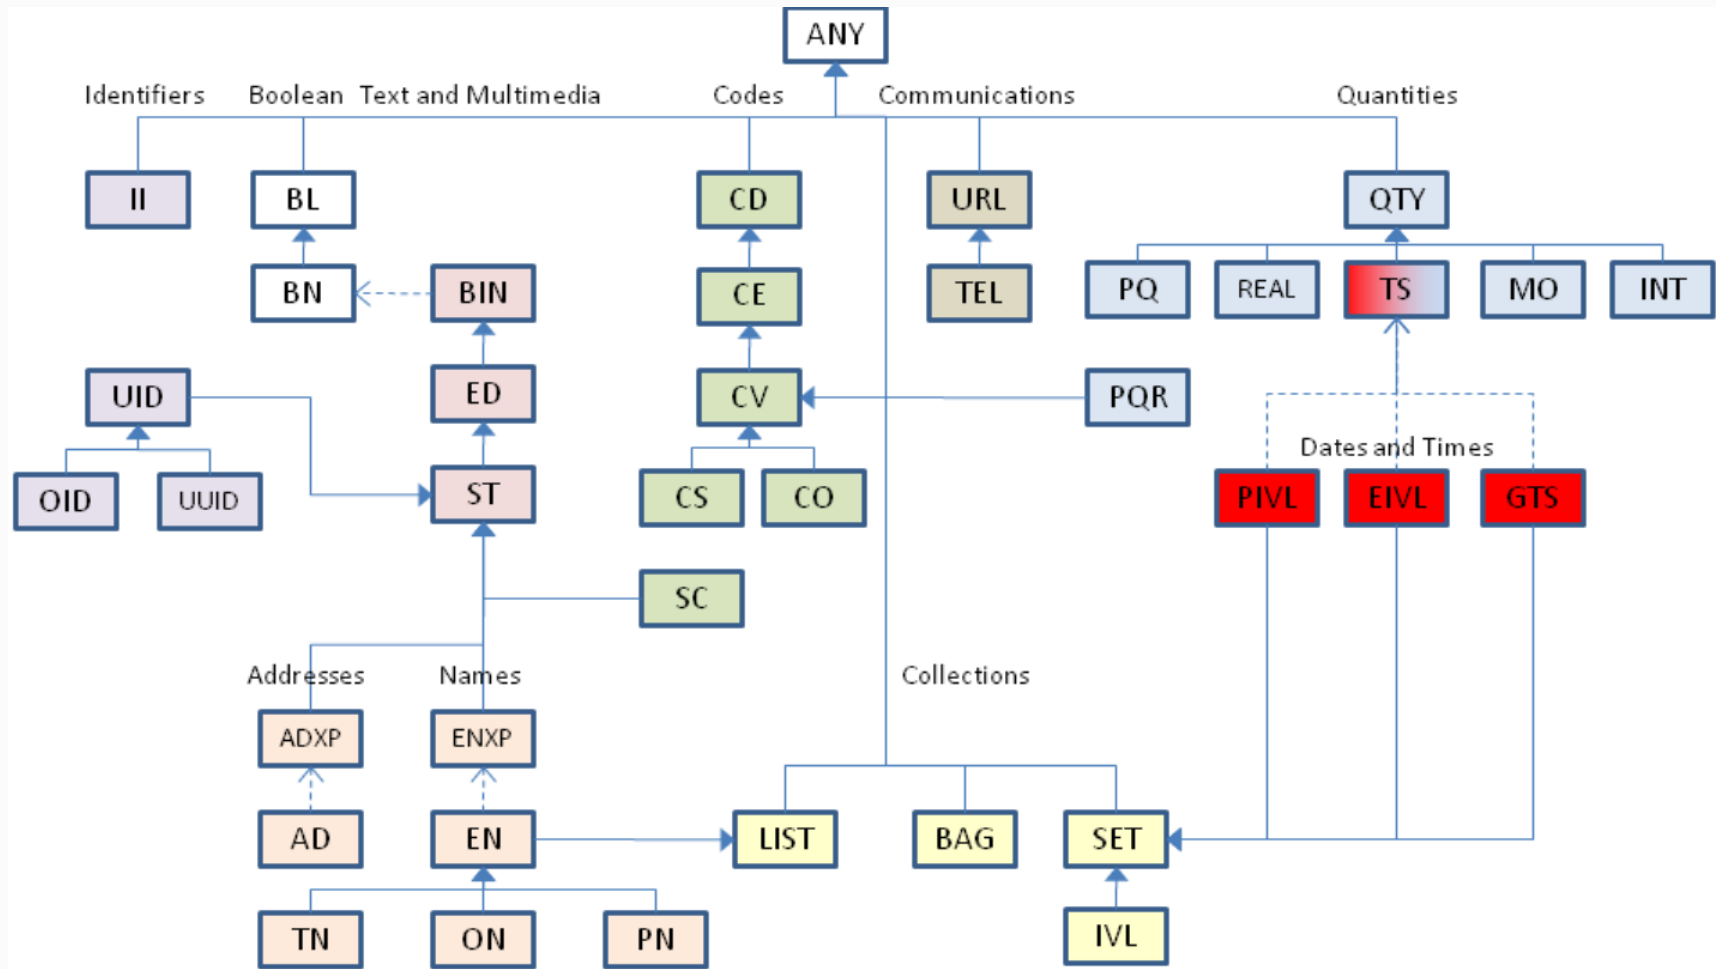 ANY
Identifiers Boolean Text and Multimedia Codes Communications Quantities
II BL CD URL QTY
BN BIN CE TEL PQ REAL TS MO INT
UID ED CV PQR
Dates and Times
OID UUID ST CS CO PIVL EIVL GTS
SC
Addresses Names Collections
ADXP ENXP
AD EN LIST BAG SET
TN ON PN IVL